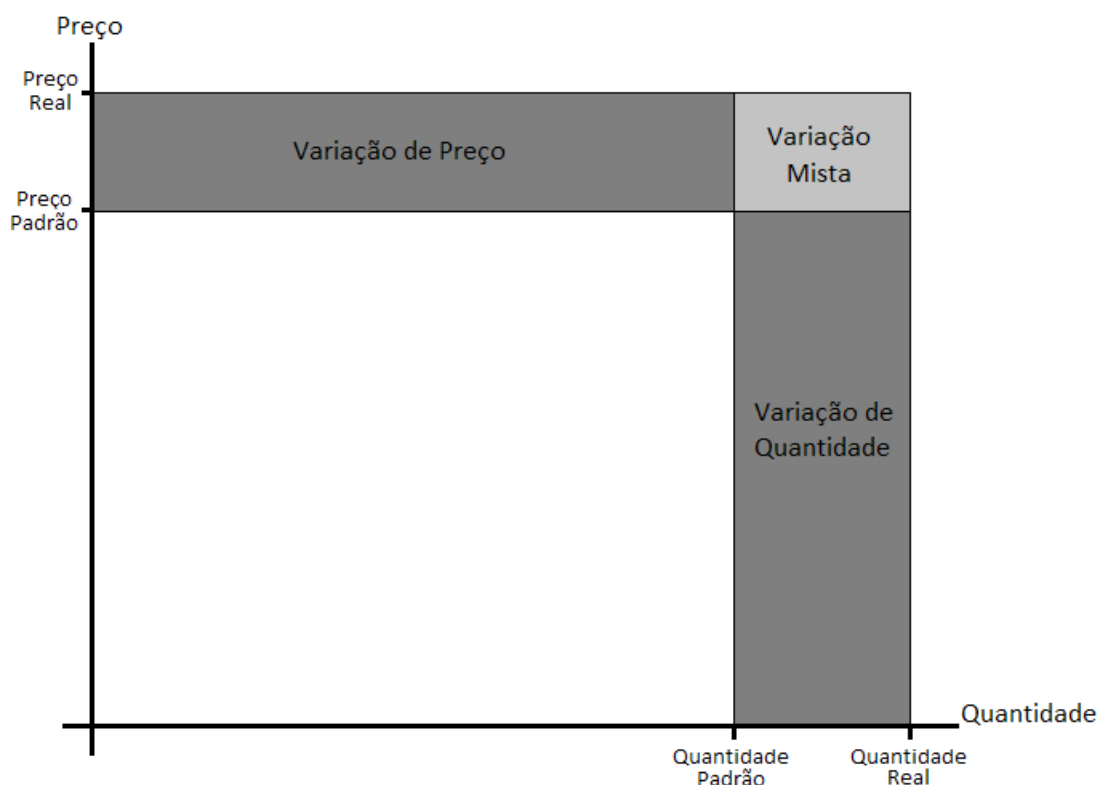 Preço
Preço
Real
Variação de Preço
Variação
Mista
Preço
Padrão
Variação de
Quantidade
Quantidade
Quantidade
Padrão
Quantidade
Real